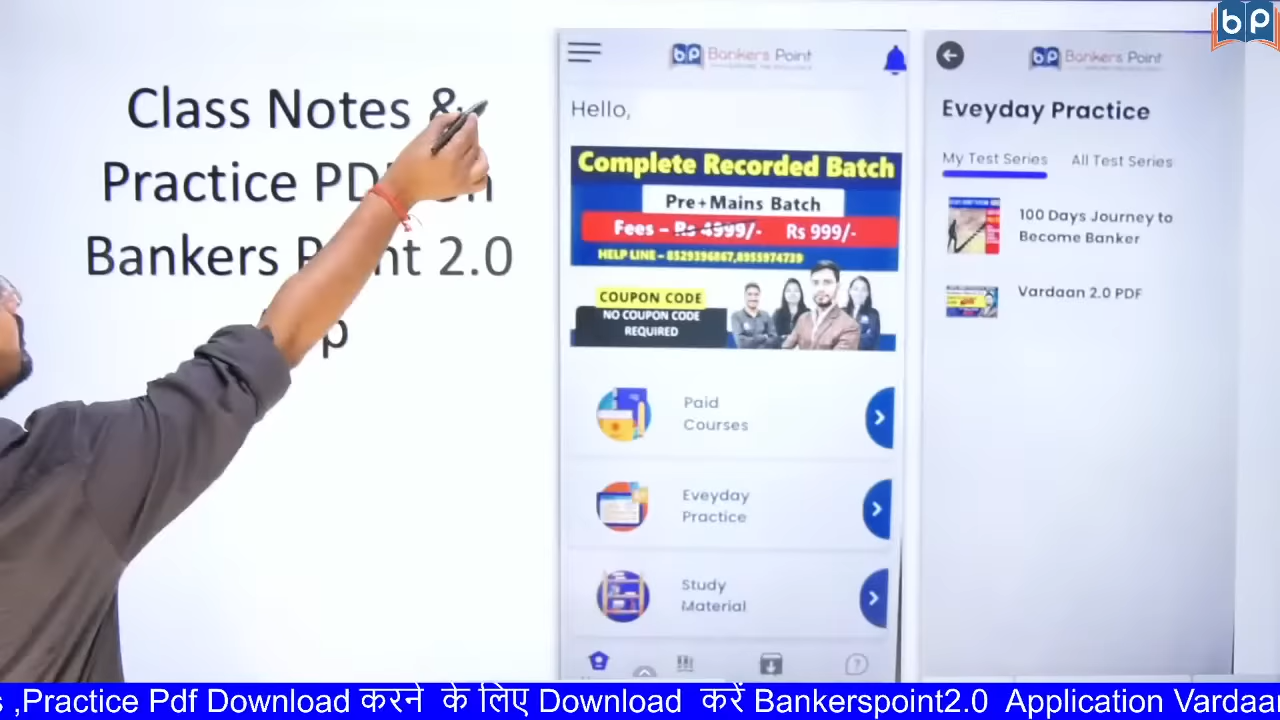 bp
Class Notes &
Practice
Bankers 2.0
bp Bankers Point
Hello,
Complete Recorded Batch
Pre+Mains Batch
Fees – Rs 4999/- Rs 999/-
HELP LINE – 8529396867,8955974739
COUPON CODE
NO COUPON CODE
REQUIRED
Paid
Courses
Eveyday
Practice
Study
Material
bp Bankers Point
Eveyday Practice
My Test Series All Test Series
100 Days Journey to
Become Banker
Vardaan 2.0 PDF
,Practice Pdf Download करने के लिए Download करें Bankerspoint2.0 Application